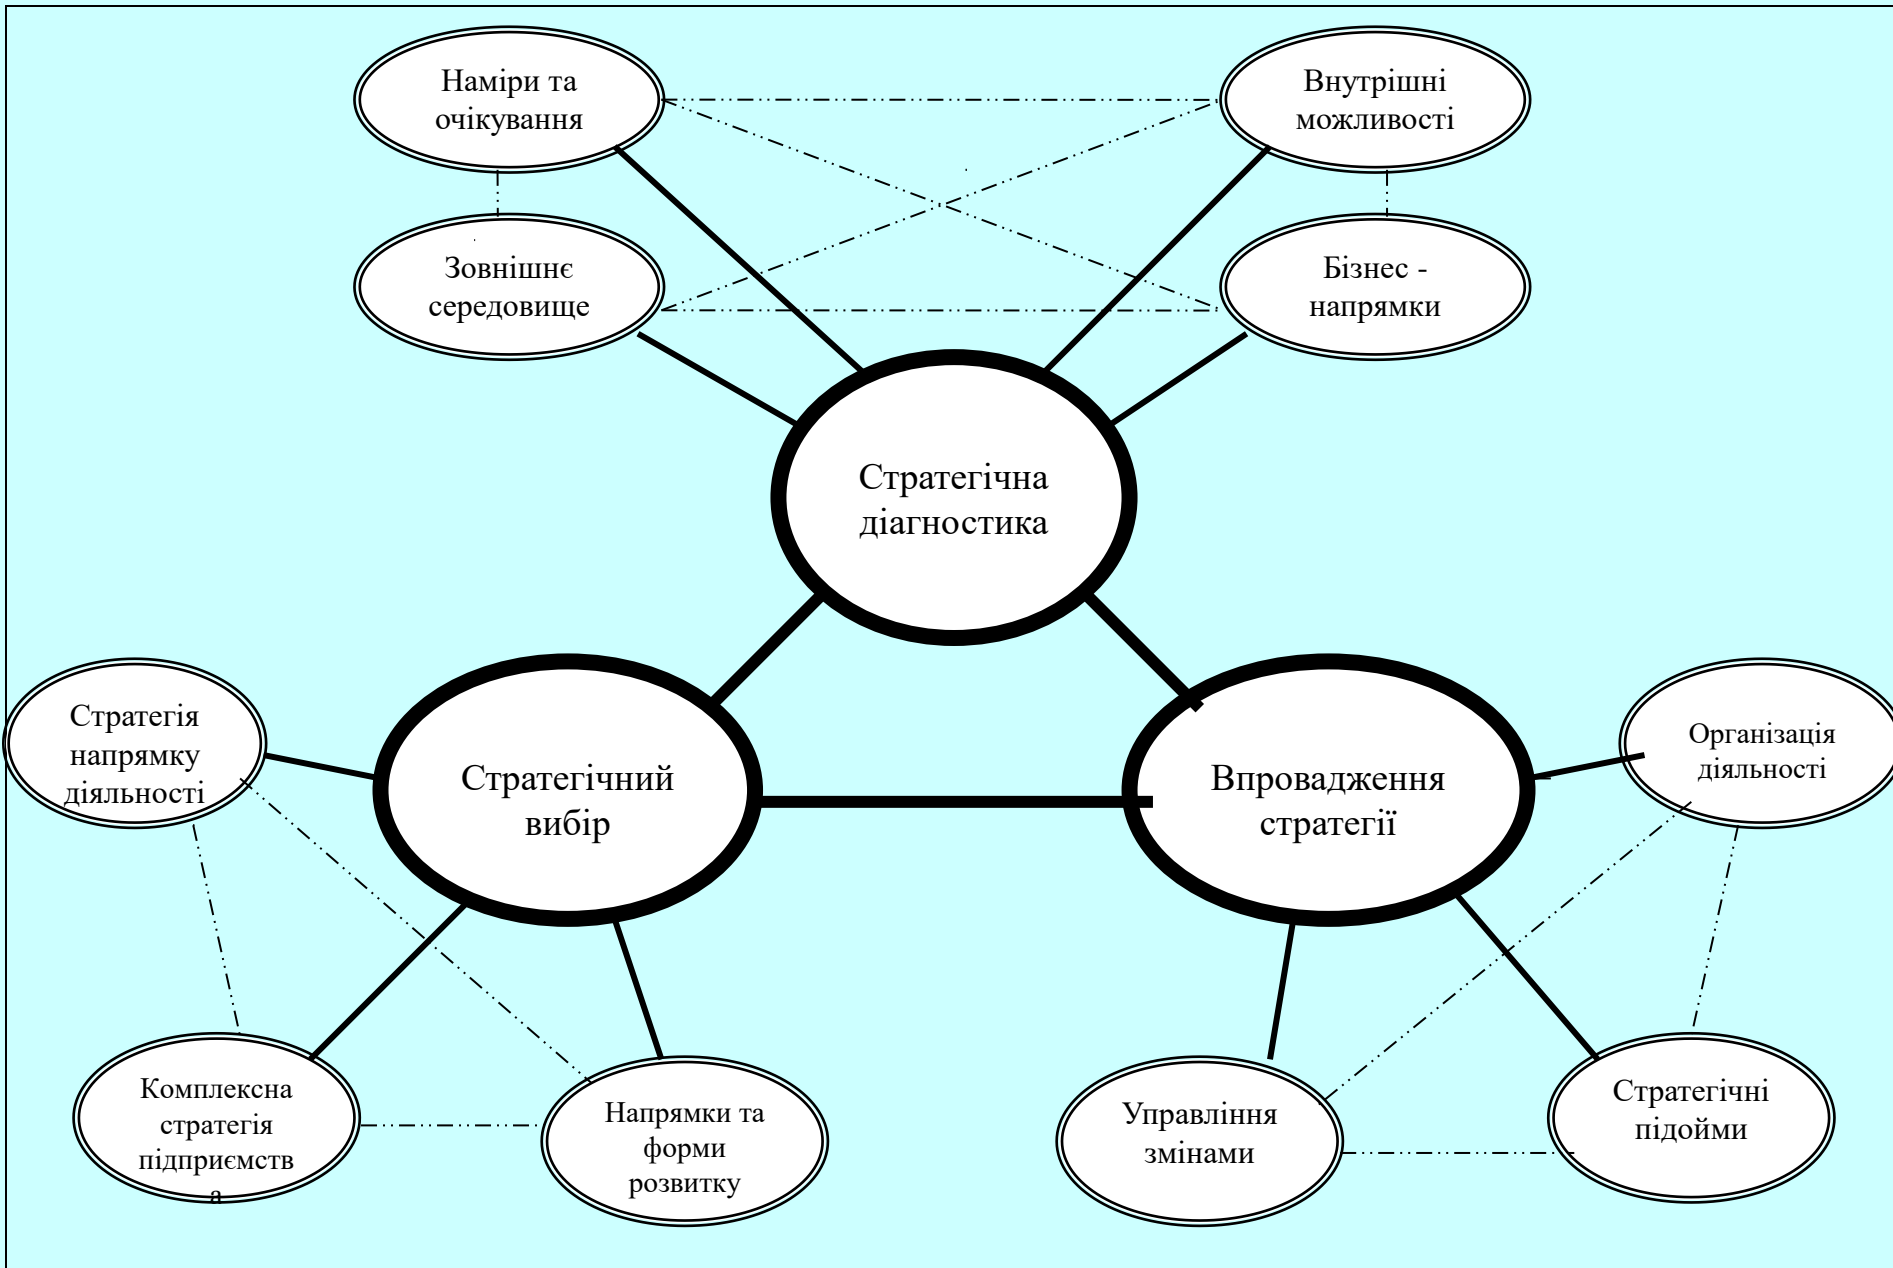 Наміри та
очікування
Внутрішні
можливості
Зовнішнє
середовище
Бізнес -
напрямки
Стратегічна
діагностика
Стратегія
напрямку
діяльності
Стратегічний
вибір
Впровадження
стратегії
Організація
діяльності
Комплексна
стратегія
підприємств
а
Напрямки та
форми
розвитку
Управління
змінами
Стратегічні
підойми